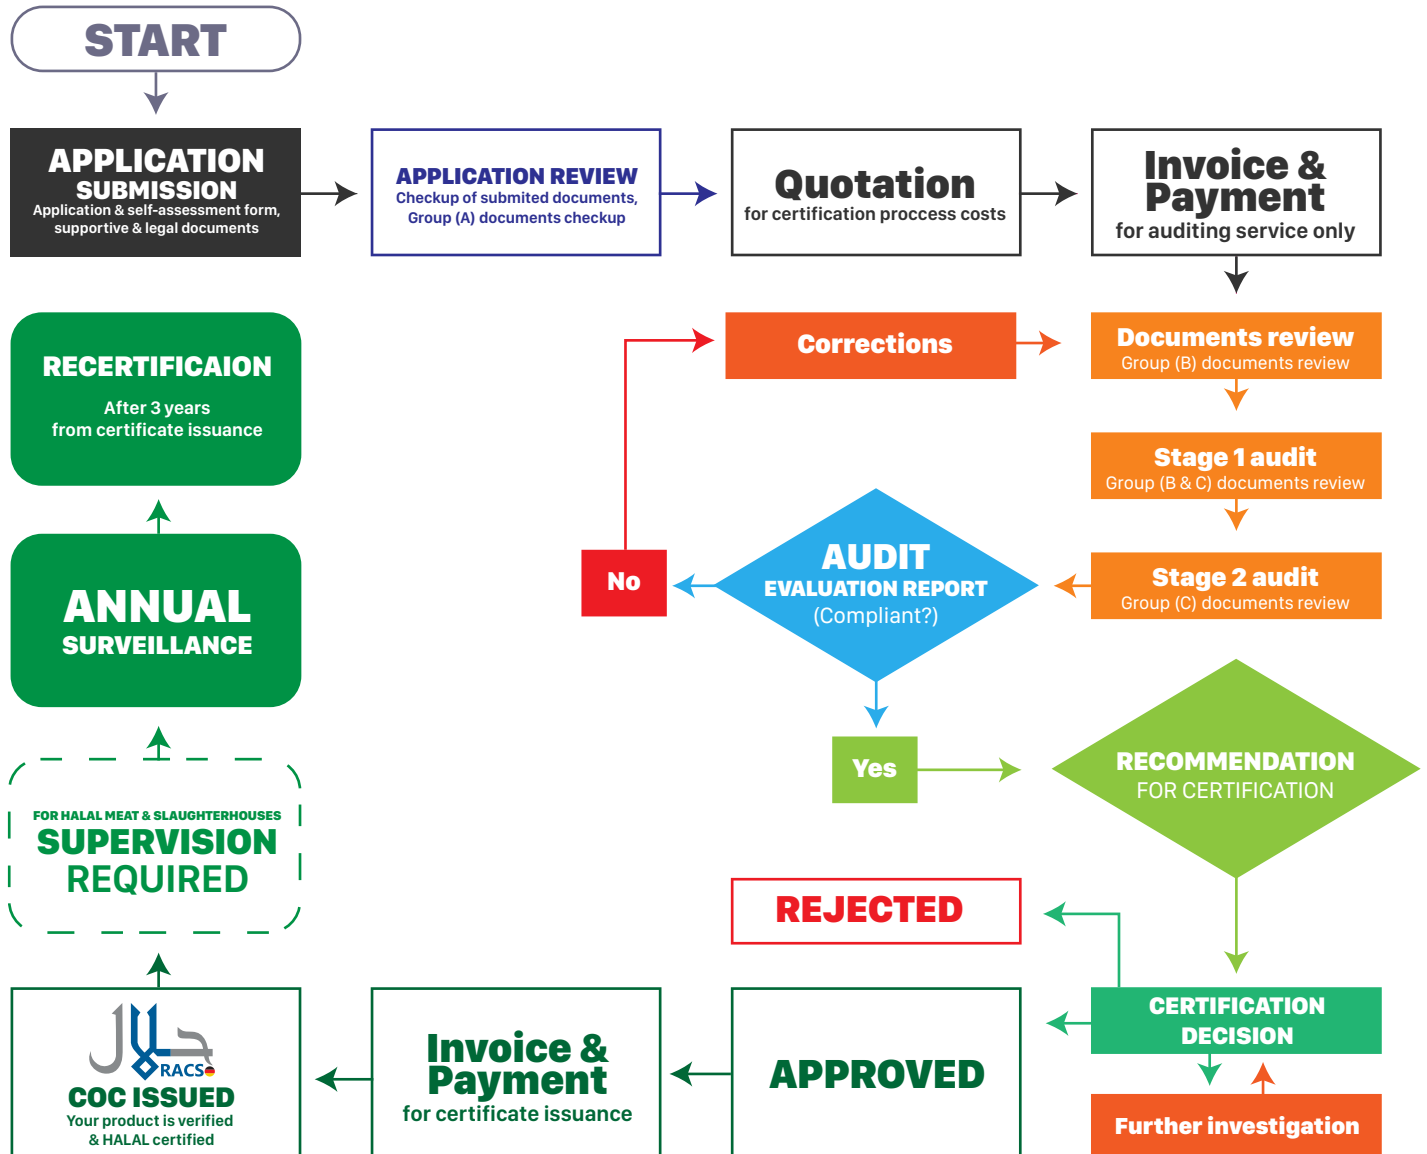 START
APPLICATION
SUBMISSION
Application & self-assessment form,
supportive & legal documents
APPLICATION REVIEW
Checkup of submited documents,
Group (A) documents checkup
Quotation
for certification proccess costs
Invoice &
Payment
for auditing service only
RECERTIFICAION
After 3 years
from certificate issuance
Corrections
Documents review
Group (B) documents review
Stage 1 audit
Group (B & C) documents review
ANNUAL
SURVEILLANCE
No
AUDIT
EVALUATION REPORT
(Compliant?)
Stage 2 audit
Group (C) documents review
Yes
RECOMMENDATION
FOR CERTIFICATION
FOR HALAL MEAT & SLAUGHTERHOUSES
SUPERVISION
REQUIRED
REJECTED
CERTIFICATION
DECISION
حلال
RACS
COC ISSUED
Your product is verified
& HALAL certified
Invoice &
Payment
for certificate issuance
APPROVED
Further investigation